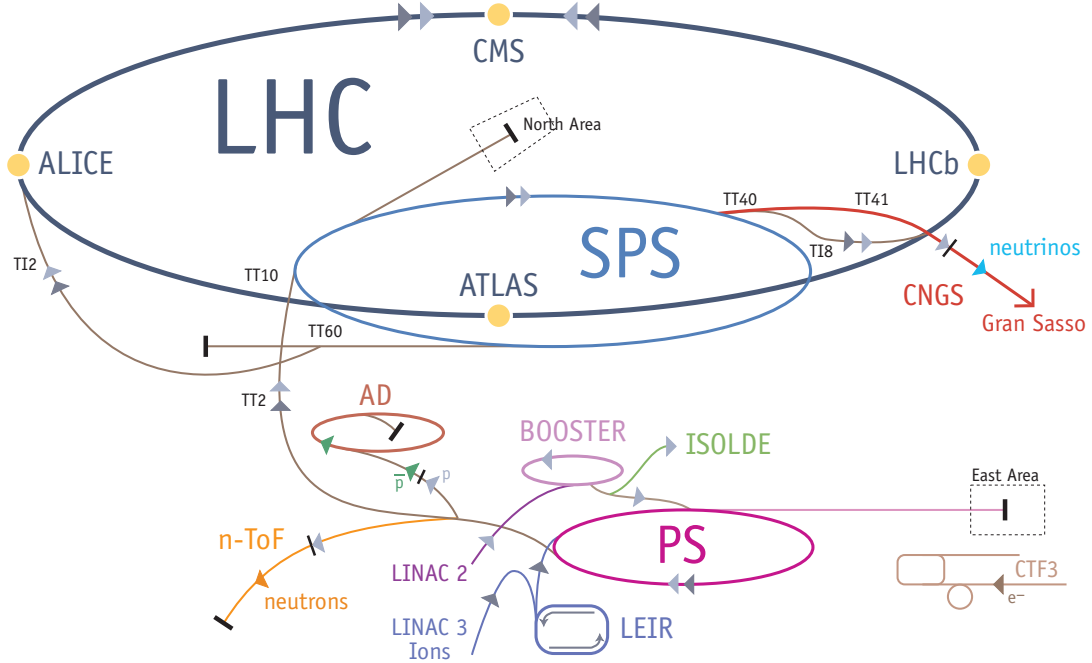 CMS
LHC
North Area
ALICE
LHCb
TT40
TT41
SPS
TI8
neutrinos
TI2
TT10
ATLAS
CNGS
Gran Sasso
TT60
TT2
AD
BOOSTER
ISOLDE
p
p
East Area
n-ToF
PS
LINAC 2
CTF3
neutrons
e−
LINAC 3
Ions
LEIR